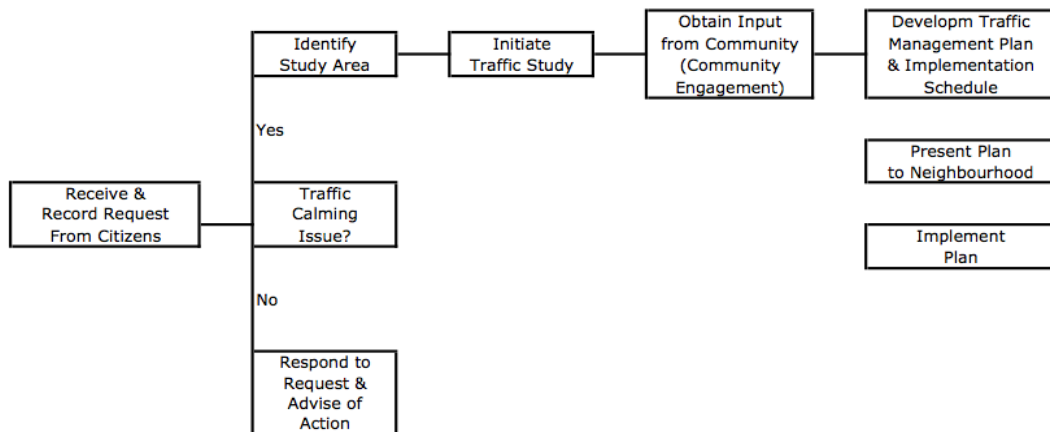 Receive &
Record Request
From Citizens
Traffic
Calming
Issue?
Yes
Identify
Study Area
Initiate
Traffic Study
Obtain Input
from Community
(Community
Engagement)
Developm Traffic
Management Plan
& Implementation
Schedule
Present Plan
to Neighbourhood
Implement
Plan
No
Respond to
Request &
Advise of
Action